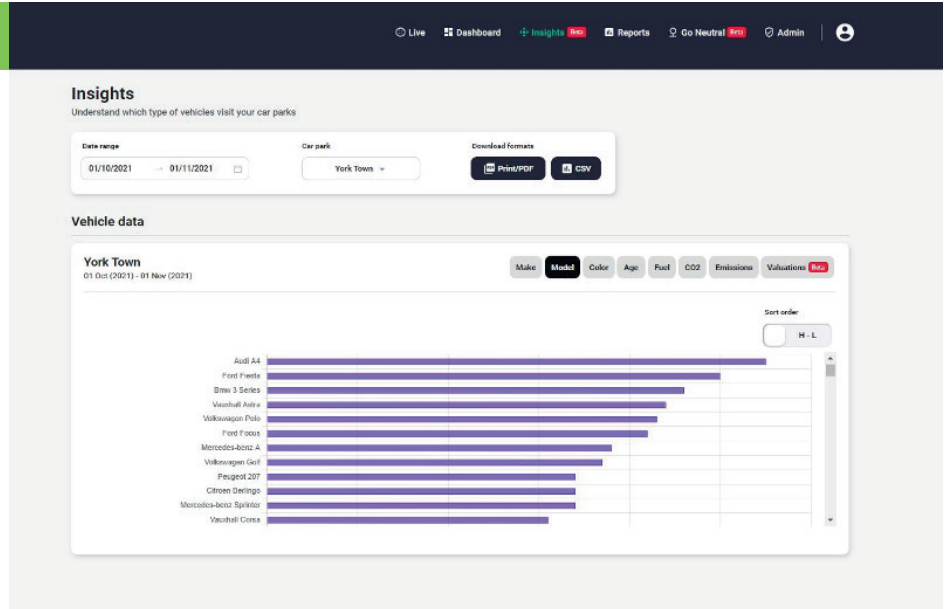 Live Dashboard Insights Beta Reports Go Neutral Beta Admin
Insights
Understand which type of vehicles visit your car parks
Date range Car park Download formats
01/10/2021 → 01/11/2021 York Town Print/PDF CSV
Vehicle data
York Town
01 Oct (2021) - 01 Nov (2021)
Make Model Color Age Fuel CO2 Emissions Valuations Beta
Sort order
H - L
Audi A4
Ford Fiesta
Bmw 3 Series
Vauxhall Astra
Volkswagen Polo
Ford Focus
Mercedes-benz A
Volkswagen Golf
Peugeot 207
Citroen Berlingo
Mercedes-benz Sprinter
Vauxhall Corsa